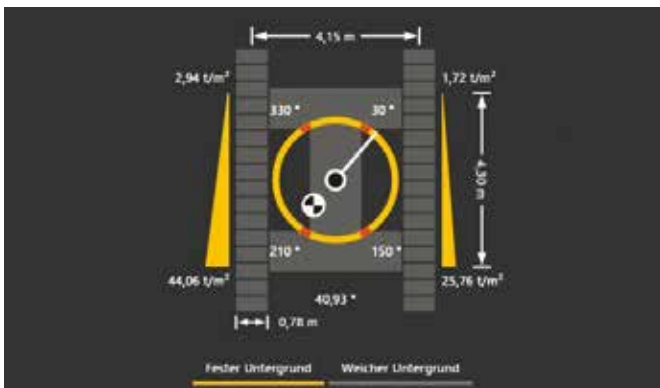 4,15 m
2,94 t/m² 1,72 t/m²
330 ° 30 °
4,30 m
210 ° 150 °
44,06 t/m² 25,76 t/m²
40,93 °
0,78 m
Fester Untergrund Weicher Untergrund